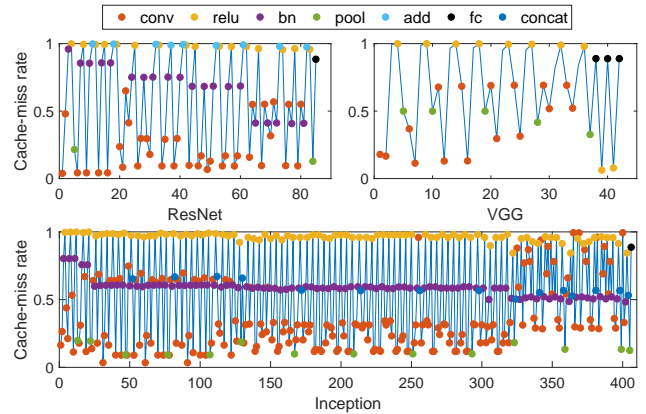 conv relu bn pool add fc concat
Cache-miss rate
1
0.5
0
0 20 40 60 80
ResNet
1
0.5
0
0 10 20 30 40
VGG
Cache-miss rate
1
0.5
0
0 50 100 150 200 250 300 350 400
Inception